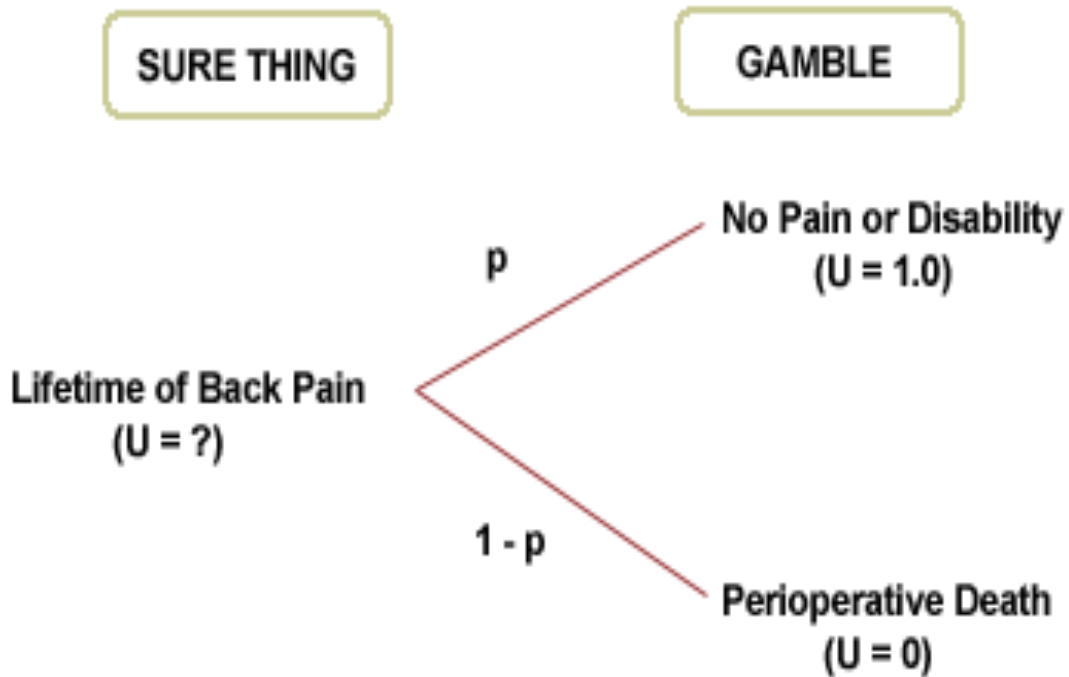 SURE THING
GAMBLE
No Pain or Disability
(U = 1.0)
p
Lifetime of Back Pain
(U = ?)
1 - p
Perioperative Death
(U = 0)